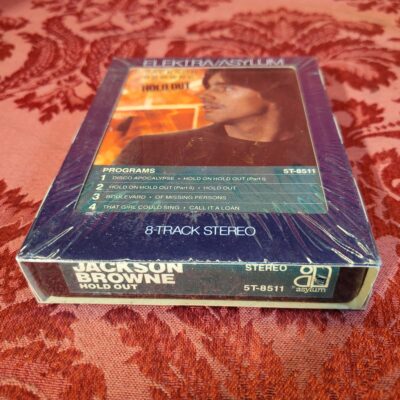 ELEKTRA/ASYLUM
JACKSON
BROWNE
HOLD OUT
PROGRAMS 5T-8511
1 DISCO APOCALYPSE • HOLD ON HOLD OUT (Part I)
2 HOLD ON HOLD OUT (Part II) • HOLD OUT
3 BOULEVARD • OF MISSING PERSONS
4 THAT GIRL COULD SING • CALL IT A LOAN
8-TRACK STEREO
JACKSON
BROWNE
HOLD OUT
STEREO
5T-8511
asylum